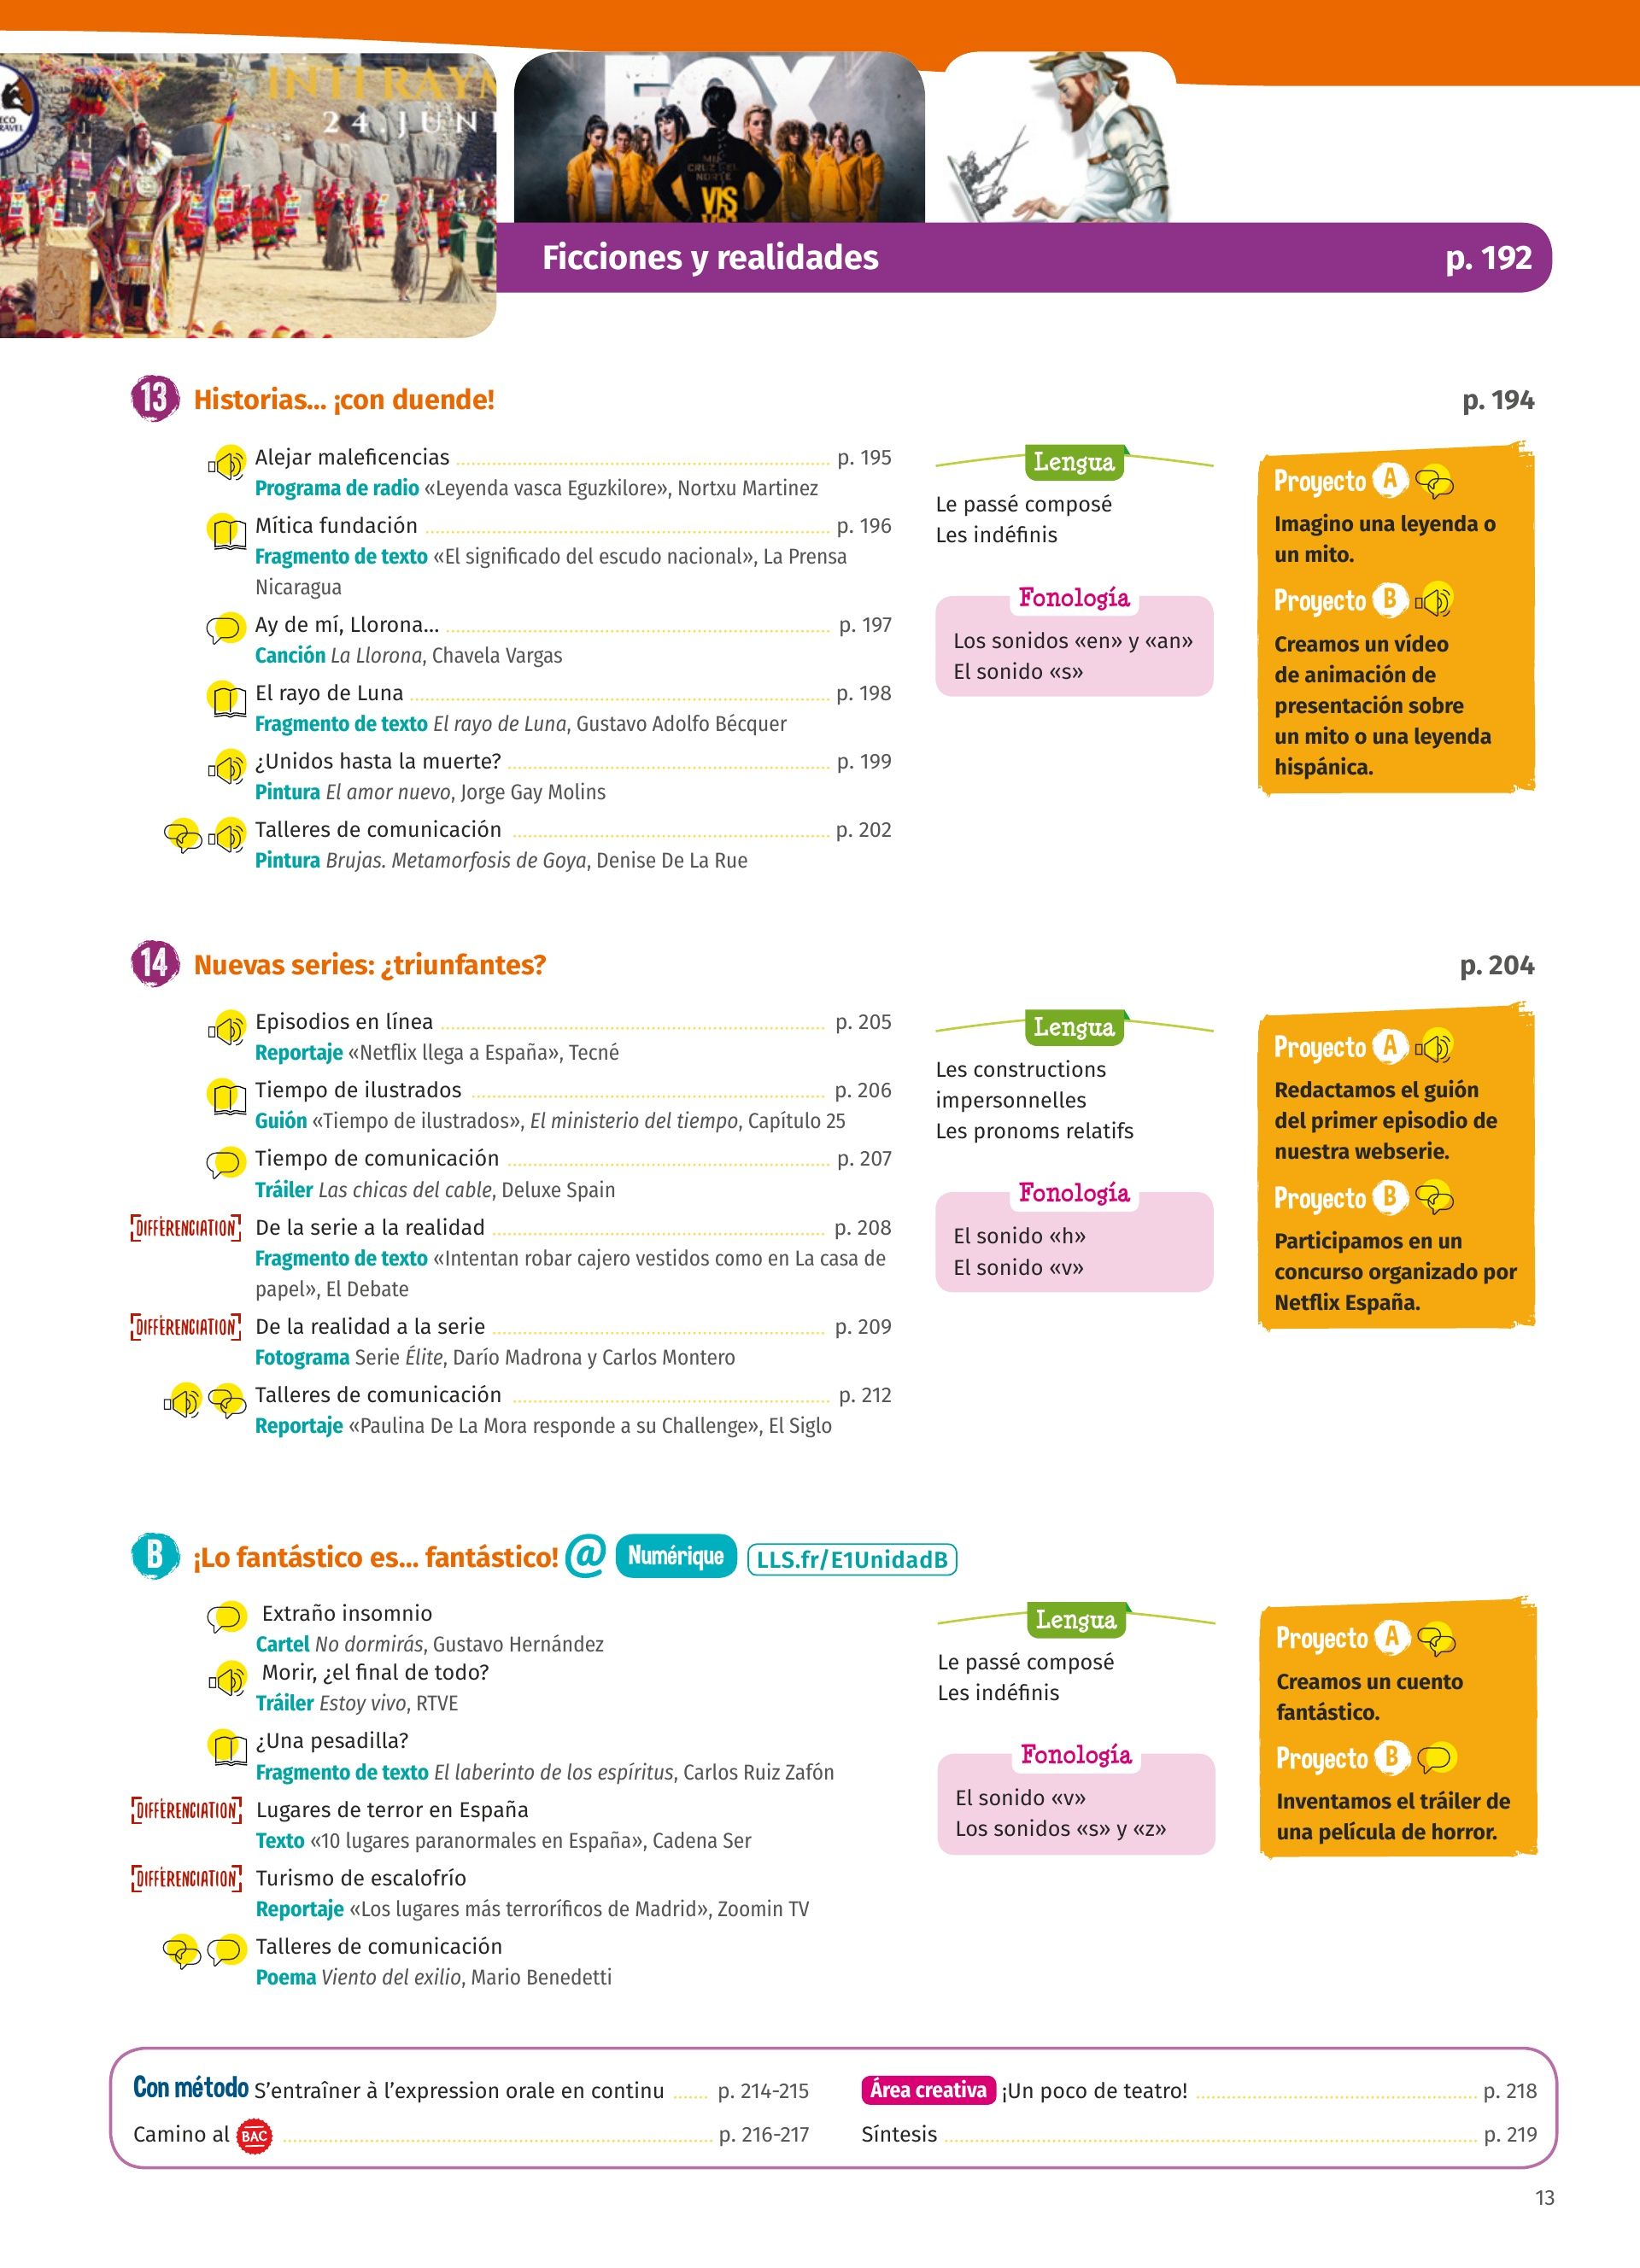 ECO
RAVEL
INTI RAYM
24 JUNI
FOX
MIL
CRUZ DEL
NORTE
VIS
Ficciones y realidades p. 192
13 Historias... ¡con duende! p. 194
Alejar maleficencias p. 195
Programa de radio «Leyenda vasca Eguzkilore», Nortxu Martinez
Mítica fundación p. 196
Fragmento de texto «El significado del escudo nacional», La Prensa
Nicaragua
Ay de mí, Llorona... p. 197
Canción La Llorona, Chavela Vargas
El rayo de Luna p. 198
Fragmento de texto El rayo de Luna, Gustavo Adolfo Bécquer
¿Unidos hasta la muerte? p. 199
Pintura El amor nuevo, Jorge Gay Molins
Talleres de comunicación p. 202
Pintura Brujas. Metamorfosis de Goya, Denise De La Rue
Lengua
Le passé composé
Les indéfinis
Fonología
Los sonidos «en» y «an»
El sonido «s»
Proyecto A
Imagino una leyenda o
un mito.
Proyecto B
Creamos un vídeo
de animación de
presentación sobre
un mito o una leyenda
hispánica.
14 Nuevas series: ¿triunfantes? p. 204
Episodios en línea p. 205
Reportaje «Netflix llega a España», Tecné
Tiempo de ilustrados p. 206
Guión «Tiempo de ilustrados», El ministerio del tiempo, Capítulo 25
Tiempo de comunicación p. 207
Tráiler Las chicas del cable, Deluxe Spain
DIFFÉRENCIATION De la serie a la realidad p. 208
Fragmento de texto «Intentan robar cajero vestidos como en La casa de
papel», El Debate
DIFFÉRENCIATION De la realidad a la serie p. 209
Fotograma Serie Élite, Darío Madrona y Carlos Montero
Talleres de comunicación p. 212
Reportaje «Paulina De La Mora responde a su Challenge», El Siglo
Lengua
Les constructions
impersonnelles
Les pronoms relatifs
Fonología
El sonido «h»
El sonido «v»
Proyecto A
Redactamos el guión
del primer episodio de
nuestra webserie.
Proyecto B
Participamos en un
concurso organizado por
Netflix España.
B ¡Lo fantástico es... fantástico! @ Numérique LLS.fr/E1UnidadB
Extraño insomnio
Cartel No dormirás, Gustavo Hernández
Morir, ¿el final de todo?
Tráiler Estoy vivo, RTVE
¿Una pesadilla?
Fragmento de texto El laberinto de los espíritus, Carlos Ruiz Zafón
DIFFÉRENCIATION Lugares de terror en España
Texto «10 lugares paranormales en España», Cadena Ser
DIFFÉRENCIATION Turismo de escalofrío
Reportaje «Los lugares más terroríficos de Madrid», Zoomin TV
Talleres de comunicación
Poema Viento del exilio, Mario Benedetti
Lengua
Le passé composé
Les indéfinis
Fonología
El sonido «v»
Los sonidos «s» y «z»
Proyecto A
Creamos un cuento
fantástico.
Proyecto B
Inventamos el tráiler de
una película de horror.
Con método S'entraîner à l'expression orale en continu p. 214-215
Camino al BAC p. 216-217
Área creativa ¡Un poco de teatro! p. 218
Síntesis p. 219
13